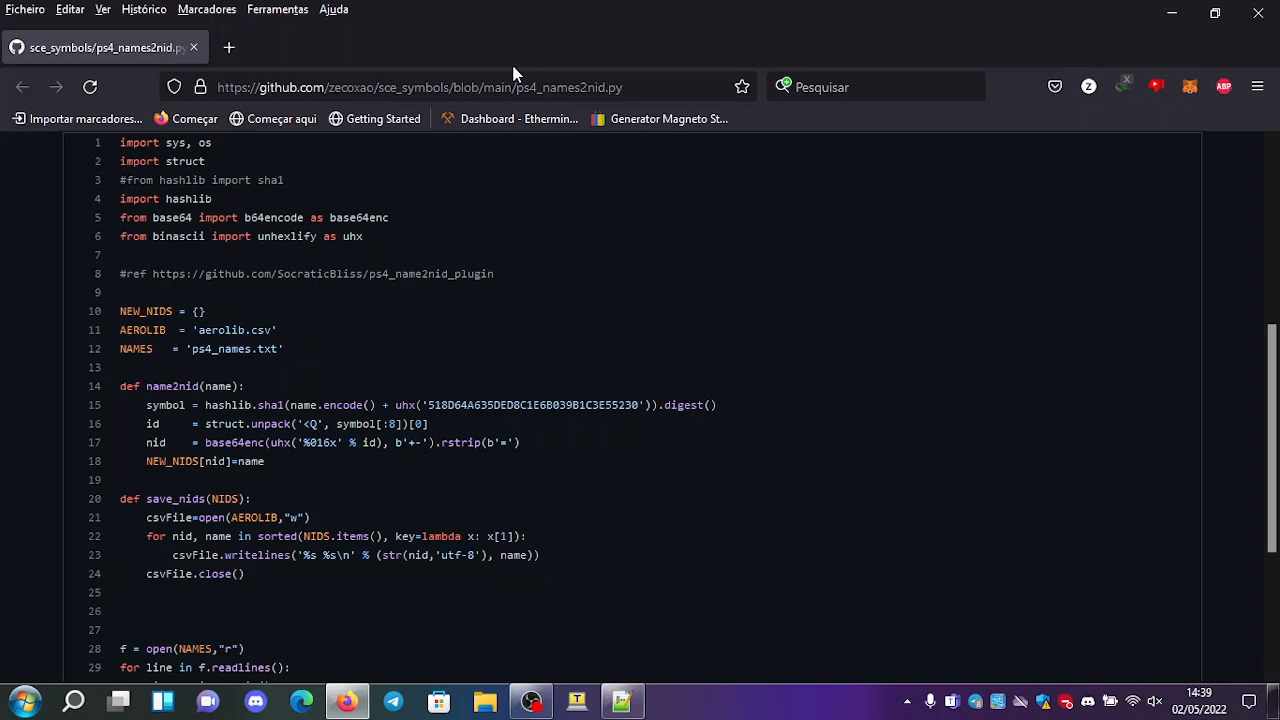 Ficheiro Editar Ver Histórico Marcadores Ferramentas Ajuda
sce_symbols/ps4_names2nid.py
https://github.com/zecoxao/sce_symbols/blob/main/ps4_names2nid.py
Pesquisar
Importar marcadores... Começar Começar aqui Getting Started Dashboard - Ethermin... Generator Magneto St...
1 import sys, os
2 import struct
3 #from hashlib import sha1
4 import hashlib
5 from base64 import b64encode as base64enc
6 from binascii import unhexlify as uhx
7
8 #ref https://github.com/SocraticBliss/ps4_name2nid_plugin
9
10 NEW_NIDS = {}
11 AEROLIB = 'aerolib.csv'
12 NAMES = 'ps4_names.txt'
13
14 def name2nid(name):
15 symbol = hashlib.sha1(name.encode() + uhx('518D64A635DED8C1E6B039B1C3E55230')).digest()
16 id = struct.unpack('<Q', symbol[:8])[0]
17 nid = base64enc(uhx('%016x' % id), b'+-').rstrip(b'=')
18 NEW_NIDS[nid]=name
19
20 def save_nids(NIDS):
21 csvFile=open(AEROLIB,"w")
22 for nid, name in sorted(NIDS.items(), key=lambda x: x[1]):
23 csvFile.writelines('%s %s\n' % (str(nid,'utf-8'), name))
24 csvFile.close()
25
26
27
28 f = open(NAMES,"r")
29 for line in f.readlines():
14:39
02/05/2022